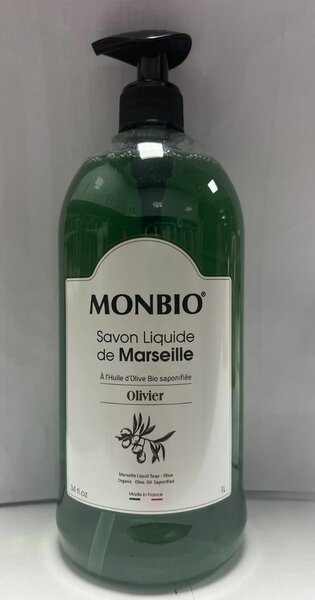 MONBIO®
Savon Liquide
de Marseille
À l'Huile d'Olive Bio saponifiée
Olivier
Marseille Liquid Soap - Olive
Organic Olive Oil Saponified
Made in France
34 fl.oz
1L